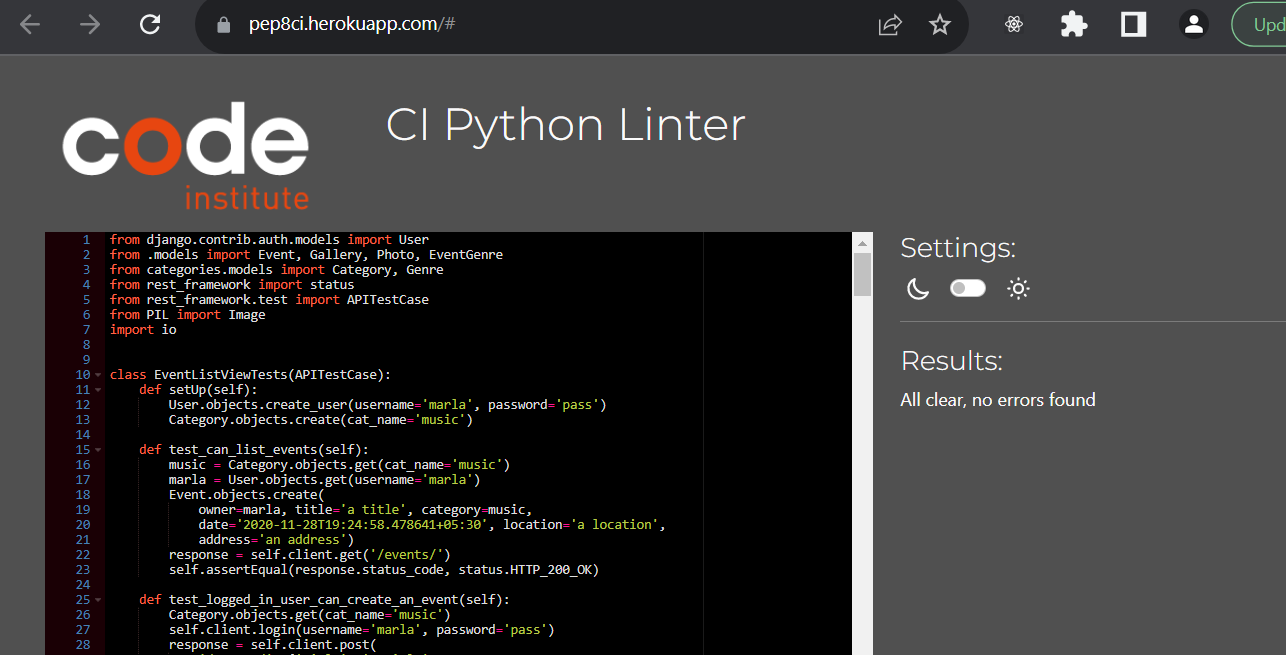 pep8ci.herokuapp.com/#
Upd
code
institute
CI Python Linter
1 from django.contrib.auth.models import User
2 from .models import Event, Gallery, Photo, EventGenre
3 from categories.models import Category, Genre
4 from rest_framework import status
5 from rest_framework.test import APITestCase
6 from PIL import Image
7 import io
8
9
10 class EventListViewTests(APITestCase):
11     def setUp(self):
12         User.objects.create_user(username='marla', password='pass')
13         Category.objects.create(cat_name='music')
14
15     def test_can_list_events(self):
16         music = Category.objects.get(cat_name='music')
17         marla = User.objects.get(username='marla')
18         Event.objects.create(
19             owner=marla, title='a title', category=music,
20             date='2020-11-28T19:24:58.478641+05:30', location='a location',
21             address='an address')
22         response = self.client.get('/events/')
23         self.assertEqual(response.status_code, status.HTTP_200_OK)
24
25     def test_logged_in_user_can_create_an_event(self):
26         Category.objects.get(cat_name='music')
27         self.client.login(username='marla', password='pass')
28         response = self.client.post(
Settings:
Results:
All clear, no errors found